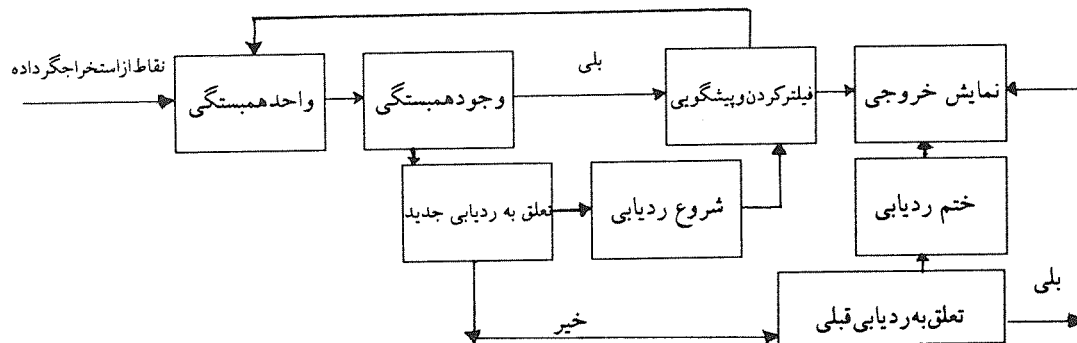 نقاط از استخراجگر داده
واحد همبستگی
وجود همبستگی
بلی
فیلتر کردن و پیشگویی
نمایش خروجی
تعلق به ردیابی جدید
شروع ردیابی
ختم ردیابی
خیر
تعلق به ردیابی قبلی
بلی